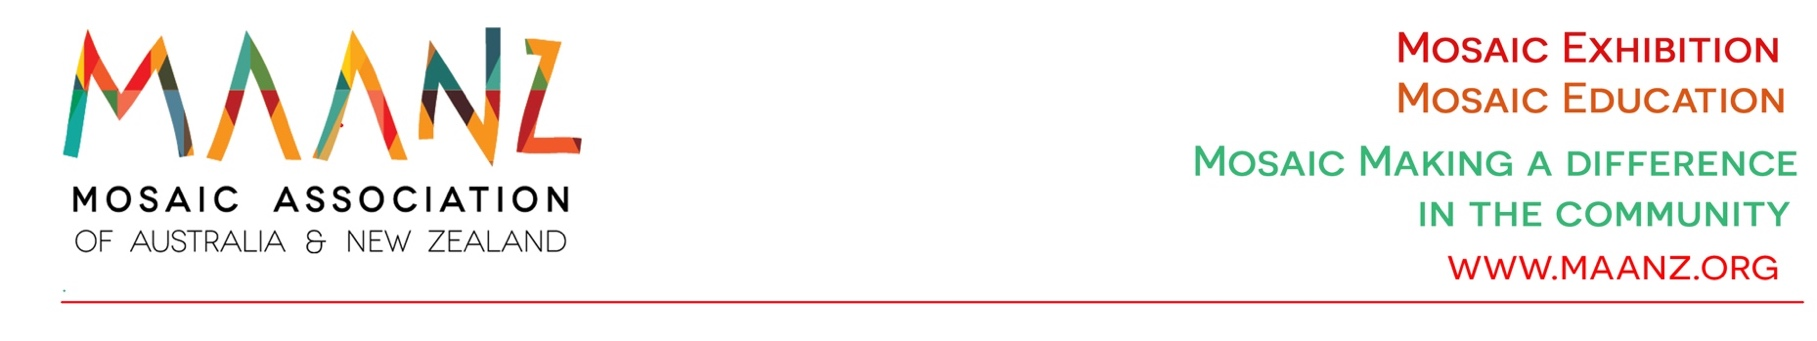 MAANZ
MOSAIC ASSOCIATION
OF AUSTRALIA & NEW ZEALAND
MOSAIC EXHIBITION
MOSAIC EDUCATION
MOSAIC MAKING A DIFFERENCE
IN THE COMMUNITY
WWW.MAANZ.ORG